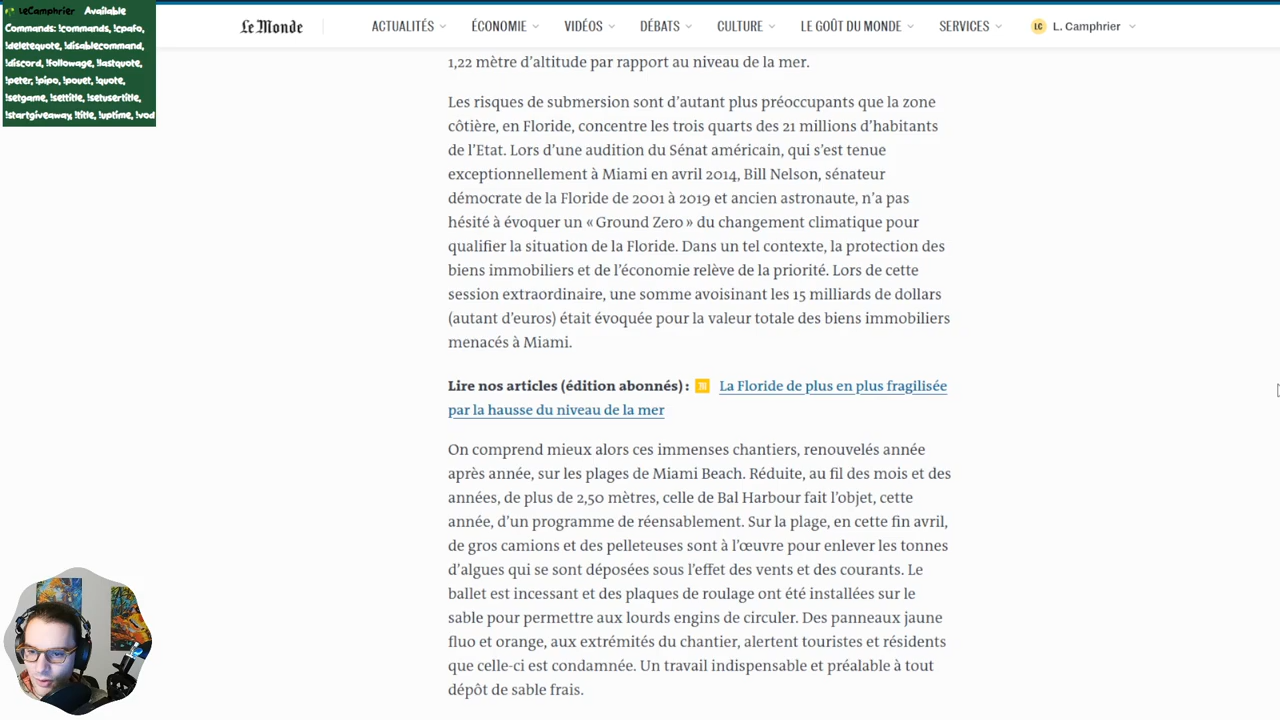 LeCamphrier Available
Commands: !commands, !cpafo,
!deletequote, !disablecommand,
!discord, !followage, !lastquote,
!peter, !pipo, !pouet, !quote,
!setgame, !settitle, !setusertitle,
!startgiveaway, !title, !uptime, !vod
Le Monde
ACTUALITÉS
ÉCONOMIE
VIDÉOS
DÉBATS
CULTURE
LE GOÛT DU MONDE
SERVICES
LC L. Camphrier
1,22 mètre d’altitude par rapport au niveau de la mer.
Les risques de submersion sont d’autant plus préoccupants que la zone
côtière, en Floride, concentre les trois quarts des 21 millions d’habitants
de l’Etat. Lors d’une audition du Sénat américain, qui s’est tenue
exceptionnellement à Miami en avril 2014, Bill Nelson, sénateur
démocrate de la Floride de 2001 à 2019 et ancien astronaute, n’a pas
hésité à évoquer un « Ground Zero » du changement climatique pour
qualifier la situation de la Floride. Dans un tel contexte, la protection des
biens immobiliers et de l’économie relève de la priorité. Lors de cette
session extraordinaire, une somme avoisinant les 15 milliards de dollars
(autant d’euros) était évoquée pour la valeur totale des biens immobiliers
menacés à Miami.
Lire nos articles (édition abonnés) : La Floride de plus en plus fragilisée
par la hausse du niveau de la mer
On comprend mieux alors ces immenses chantiers, renouvelés année
après année, sur les plages de Miami Beach. Réduite, au fil des mois et des
années, de plus de 2,50 mètres, celle de Bal Harbour fait l’objet, cette
année, d’un programme de réensablement. Sur la plage, en cette fin avril,
de gros camions et des pelleteuses sont à l’œuvre pour enlever les tonnes
d’algues qui se sont déposées sous l’effet des vents et des courants. Le
ballet est incessant et des plaques de roulage ont été installées sur le
sable pour permettre aux lourds engins de circuler. Des panneaux jaune
fluo et orange, aux extrémités du chantier, alertent touristes et résidents
que celle-ci est condamnée. Un travail indispensable et préalable à tout
dépôt de sable frais.